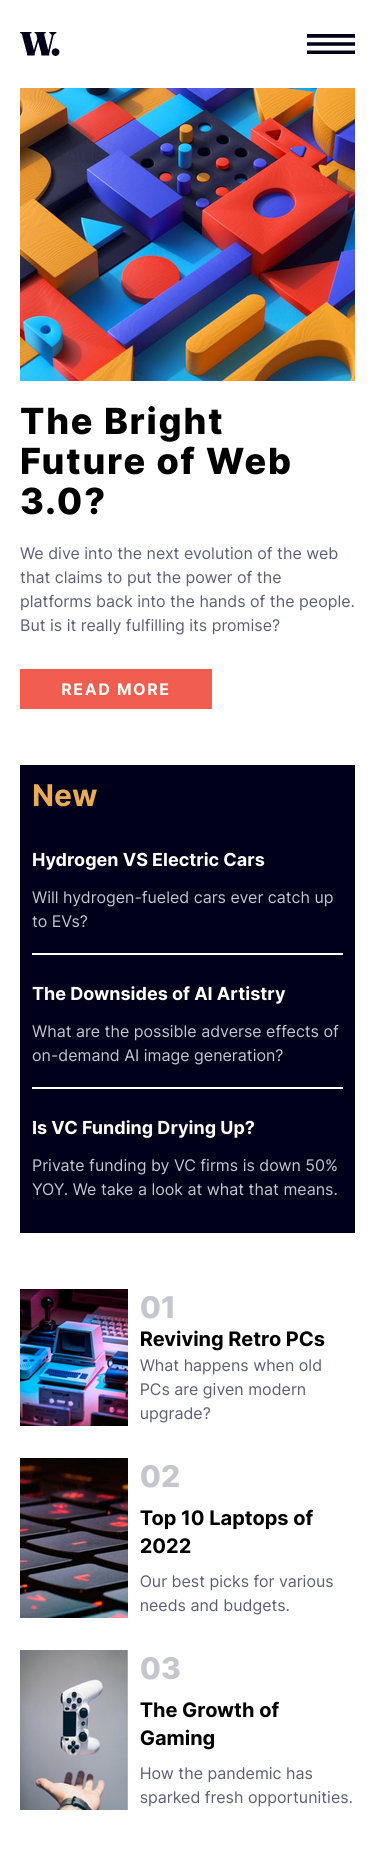 W.
The Bright
Future of Web
3.0?
We dive into the next evolution of the web
that claims to put the power of the
platforms back into the hands of the people.
But is it really fulfilling its promise?
READ MORE
New
Hydrogen VS Electric Cars
Will hydrogen-fueled cars ever catch up
to EVs?
The Downsides of AI Artistry
What are the possible adverse effects of
on-demand AI image generation?
Is VC Funding Drying Up?
Private funding by VC firms is down 50%
YOY. We take a look at what that means.
01
Reviving Retro PCs
What happens when old
PCs are given modern
upgrade?
02
Top 10 Laptops of
2022
Our best picks for various
needs and budgets.
03
The Growth of
Gaming
How the pandemic has
sparked fresh opportunities.